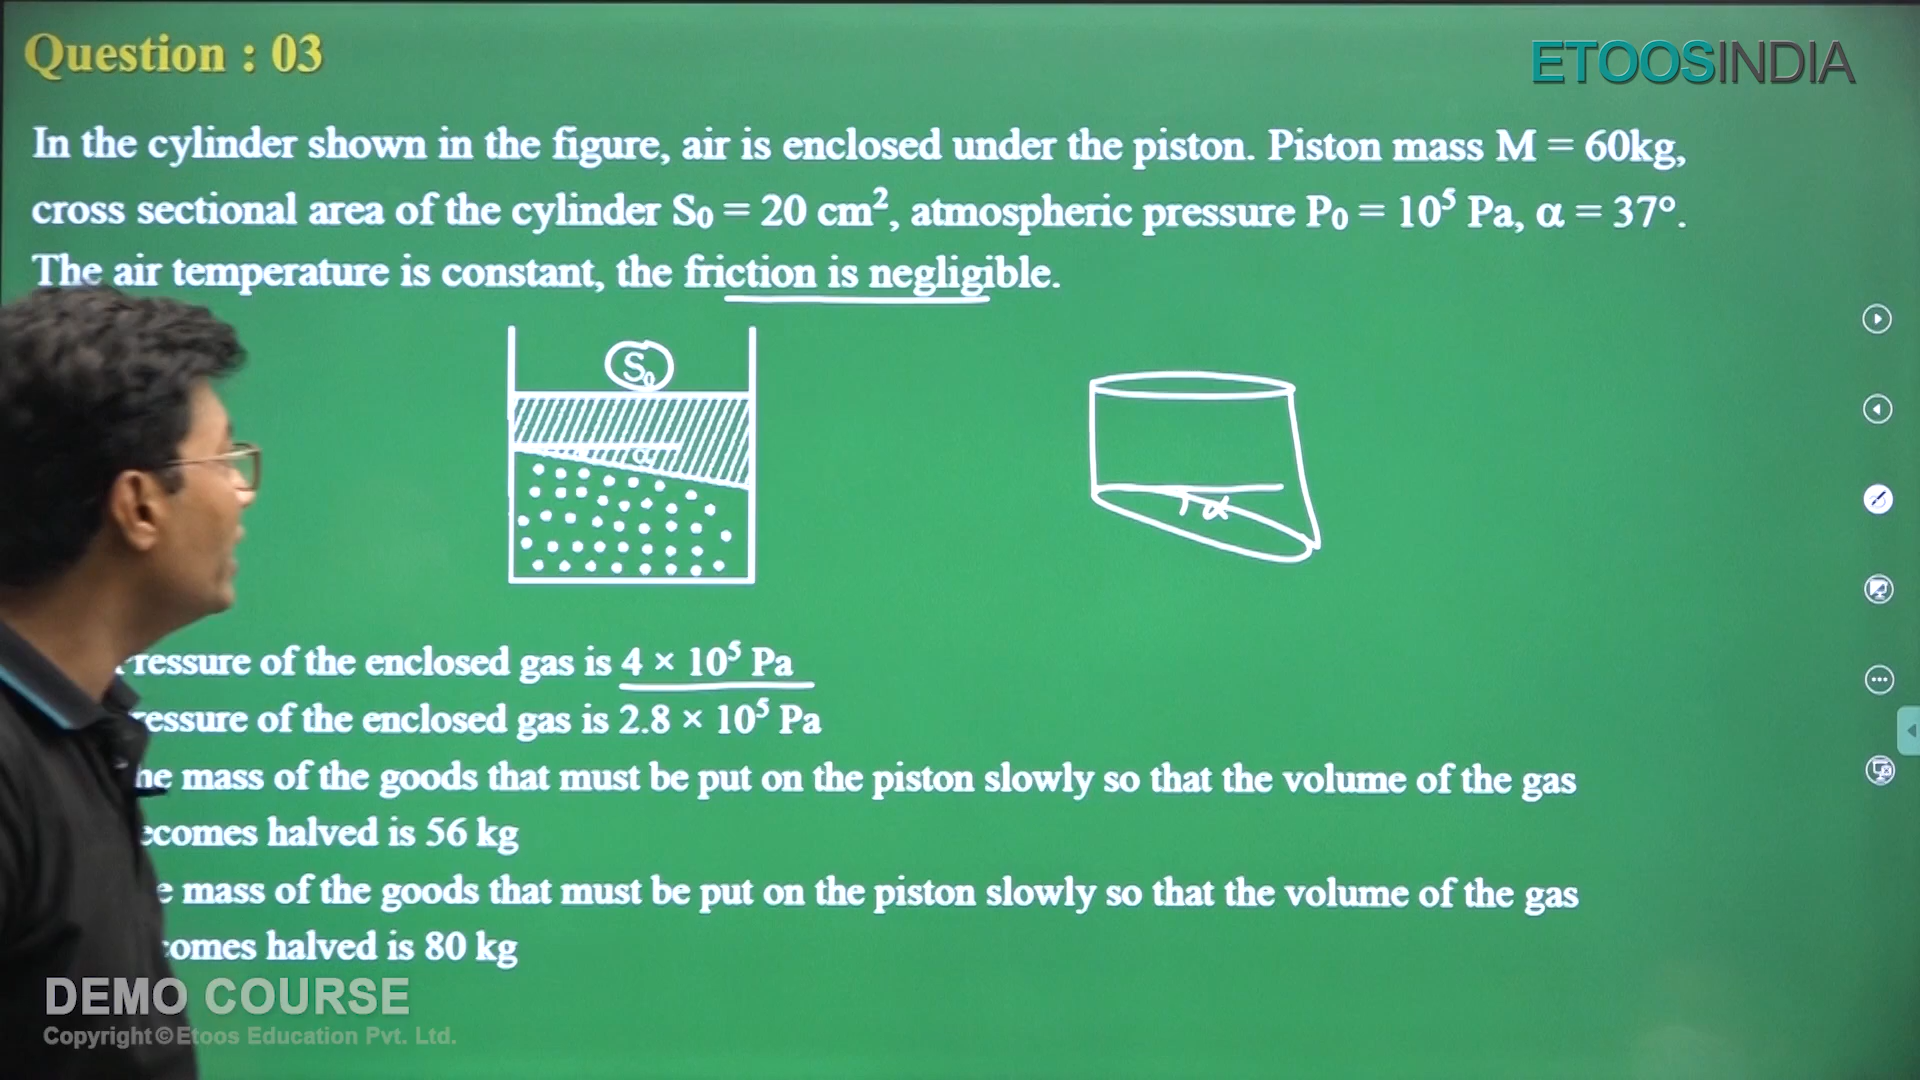 Question : 03
ETOOSINDIA
In the cylinder shown in the figure, air is enclosed under the piston. Piston mass M = 60kg,
cross sectional area of the cylinder S₀ = 20 cm², atmospheric pressure P₀ = 10⁵ Pa, α = 37°.
The air temperature is constant, the friction is negligible.
S₀
α
α
ressure of the enclosed gas is 4 × 10⁵ Pa
ressure of the enclosed gas is 2.8 × 10⁵ Pa
he mass of the goods that must be put on the piston slowly so that the volume of the gas
ecomes halved is 56 kg
e mass of the goods that must be put on the piston slowly so that the volume of the gas
comes halved is 80 kg
DEMO COURSE
Copyright © Etoos Education Pvt. Ltd.